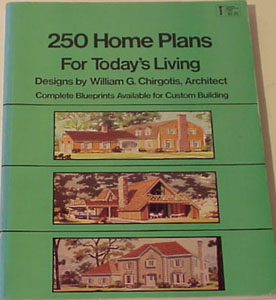 250 Home Plans
For Today's Living
Designs by William G. Chirgotis, Architect
Complete Blueprints Available for Custom Building